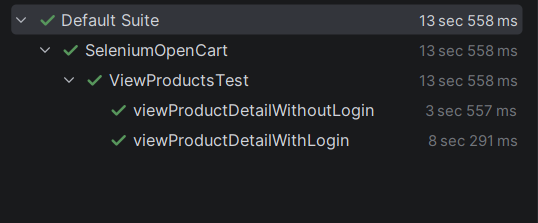 Default Suite 13 sec 558 ms
SeleniumOpenCart 13 sec 558 ms
ViewProductsTest 13 sec 558 ms
viewProductDetailWithoutLogin 3 sec 557 ms
viewProductDetailWithLogin 8 sec 291 ms